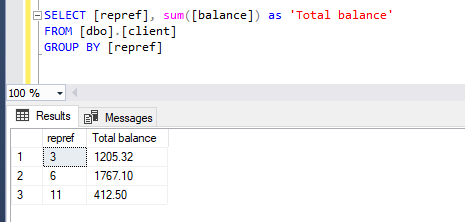 SELECT [repref], sum([balance]) as 'Total balance'
FROM [dbo].[client]
GROUP BY [repref]
100 %
Results Messages
repref Total balance
1 3 1205.32
2 6 1767.10
3 11 412.50